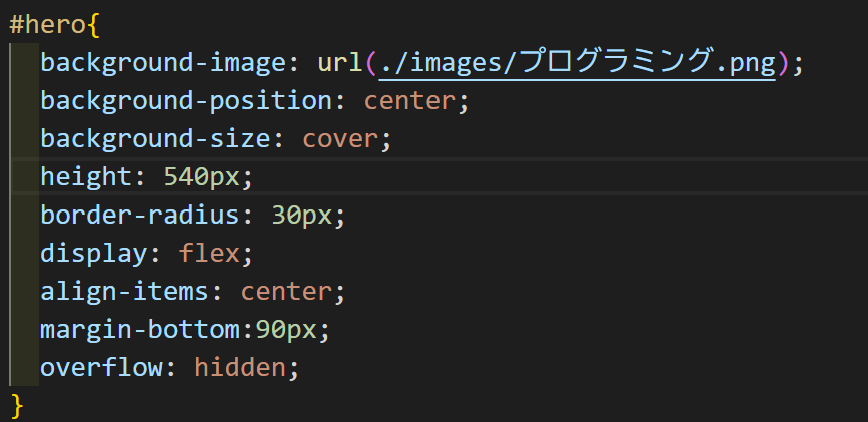 #hero{
background-image: url(./images/プログラミング.png);
background-position: center;
background-size: cover;
height: 540px;
border-radius: 30px;
display: flex;
align-items: center;
margin-bottom:90px;
overflow: hidden;
}